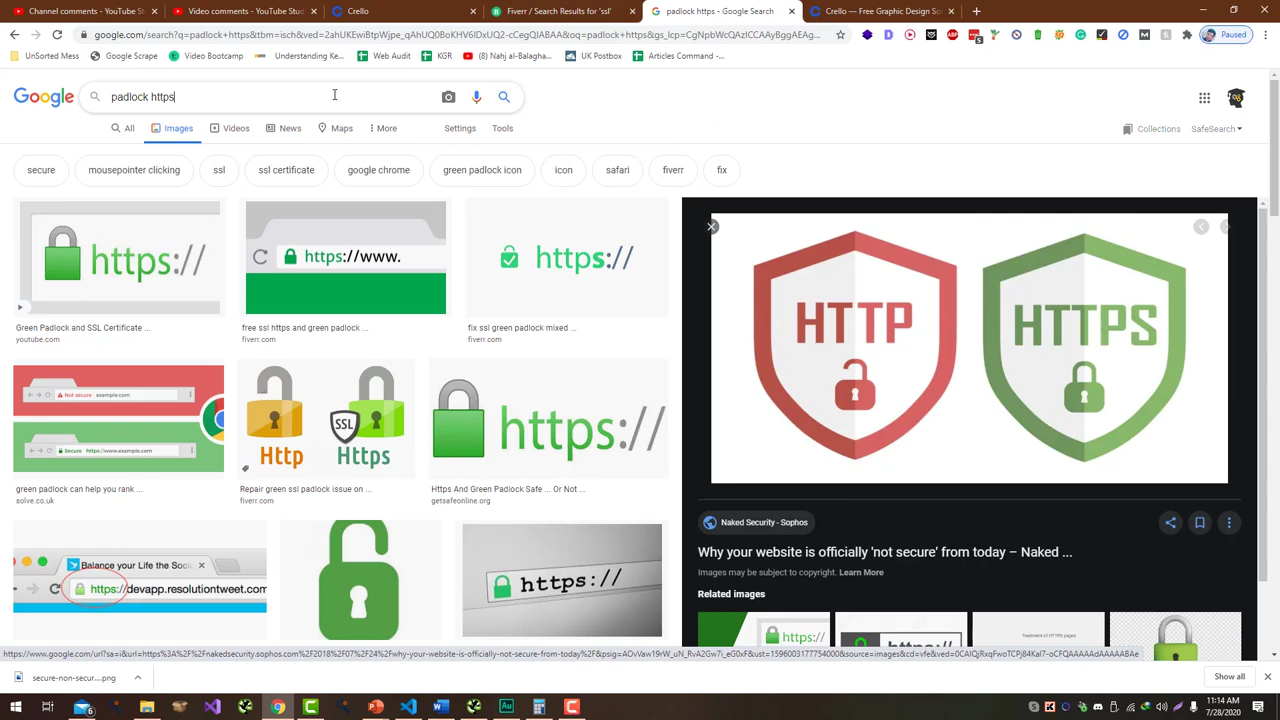 Content studio - YouTube Studi
video comments - YouTube Stud
Crello
Fiverr / Search Results for 'ssl'
padlock https - Google Search
Crello — Free Graphic Design So
google.com/search?q=padlock+https&tbm=isch&ved=2ahUKEwiBtpWjpe_qAhUQ0BoKHV6lDxUQ2-cCegQIABAA&oq=padlock+https&gs_lcp=CgNpbWcQAzICCAAyBggAEAg...
Paused
UnSorted Mess
Google Scrape
Video Bootcamp
Understanding Ke...
Web Audit
KGR
(8) Najh al-Balagha...
UK Postbox
Articles Command -...
Google
padlock https
All
Images
Videos
News
Maps
More
Settings
Tools
Collections
SafeSearch
secure
mousepointer clicking
ssl
ssl certificate
google chrome
green padlock icon
icon
safari
fiverr
fix
https://
https://www.
https://
HTTP
HTTPS
Green Padlock and SSL Certificate ...
youtube.com
free ssl https and green padlock ...
fiverr.com
fix ssl green padlock mixed ...
fiverr.com
Not secure
example.com
Secure
https://www.example.com
SSL
Http
Https
https://
green padlock can help you rank ...
solve.co.uk
Repair green ssl padlock issue on ...
fiverr.com
Https And Green Padlock Safe ... Or Not ...
getsafeonline.org
Naked Security - Sophos
Why your website is officially 'not secure' from today – Naked ...
Images may be subject to copyright. Learn More
Related images
Balance your Life the Soci
https://devapp.resolutiontweet.com
https://
https://
https://
Treatment of HTTPS pages
secure-non-secur....png
Show all
11:14 AM
7/28/2020